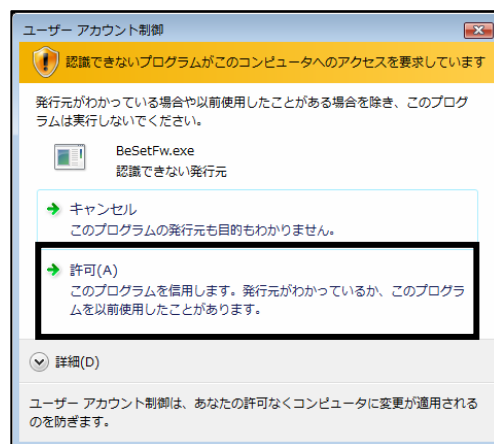 ユーザー アカウント制御
認識できないプログラムがこのコンピュータへのアクセスを要求しています
発行元がわかっている場合や以前使用したことがある場合を除き、このプログ
ラムは実行しないでください。
BeSetFw.exe
認識できない発行元
キャンセル
このプログラムの発行元も目的もわかりません。
許可(A)
このプログラムを信用します。発行元がわかっているか、このプログラ
ムを以前使用したことがあります。
詳細(D)
ユーザー アカウント制御は、あなたの許可なくコンピュータに変更が適用される
のを防ぎます。